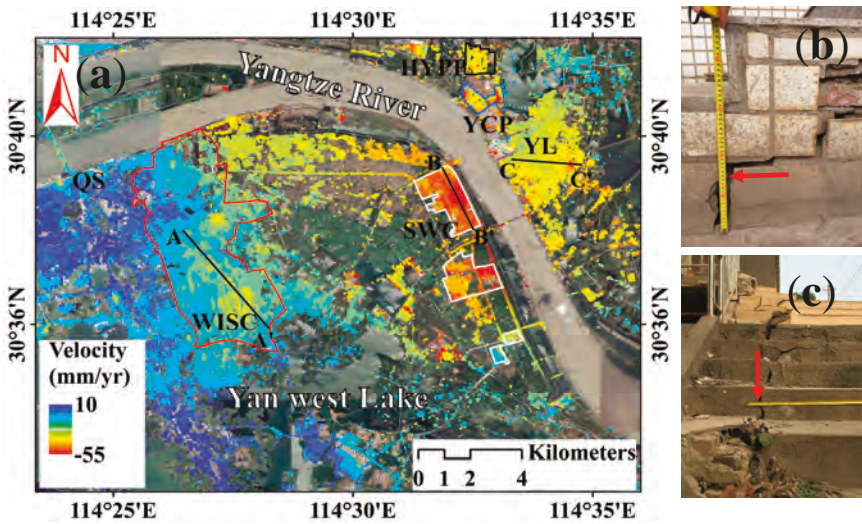 114°25'E 114°30'E 114°35'E
N
(a)
HYPE
Yangtze River
YCP
YL
C C'
B
QS
SWC
B'
A
WISC
A'
Yan west Lake
30°40'N
30°36'N
30°40'N
30°36'N
Velocity
(mm/yr)
10
-55
Kilometers
0 1 2 4
114°25'E 114°30'E 114°35'E
(b)
(c)